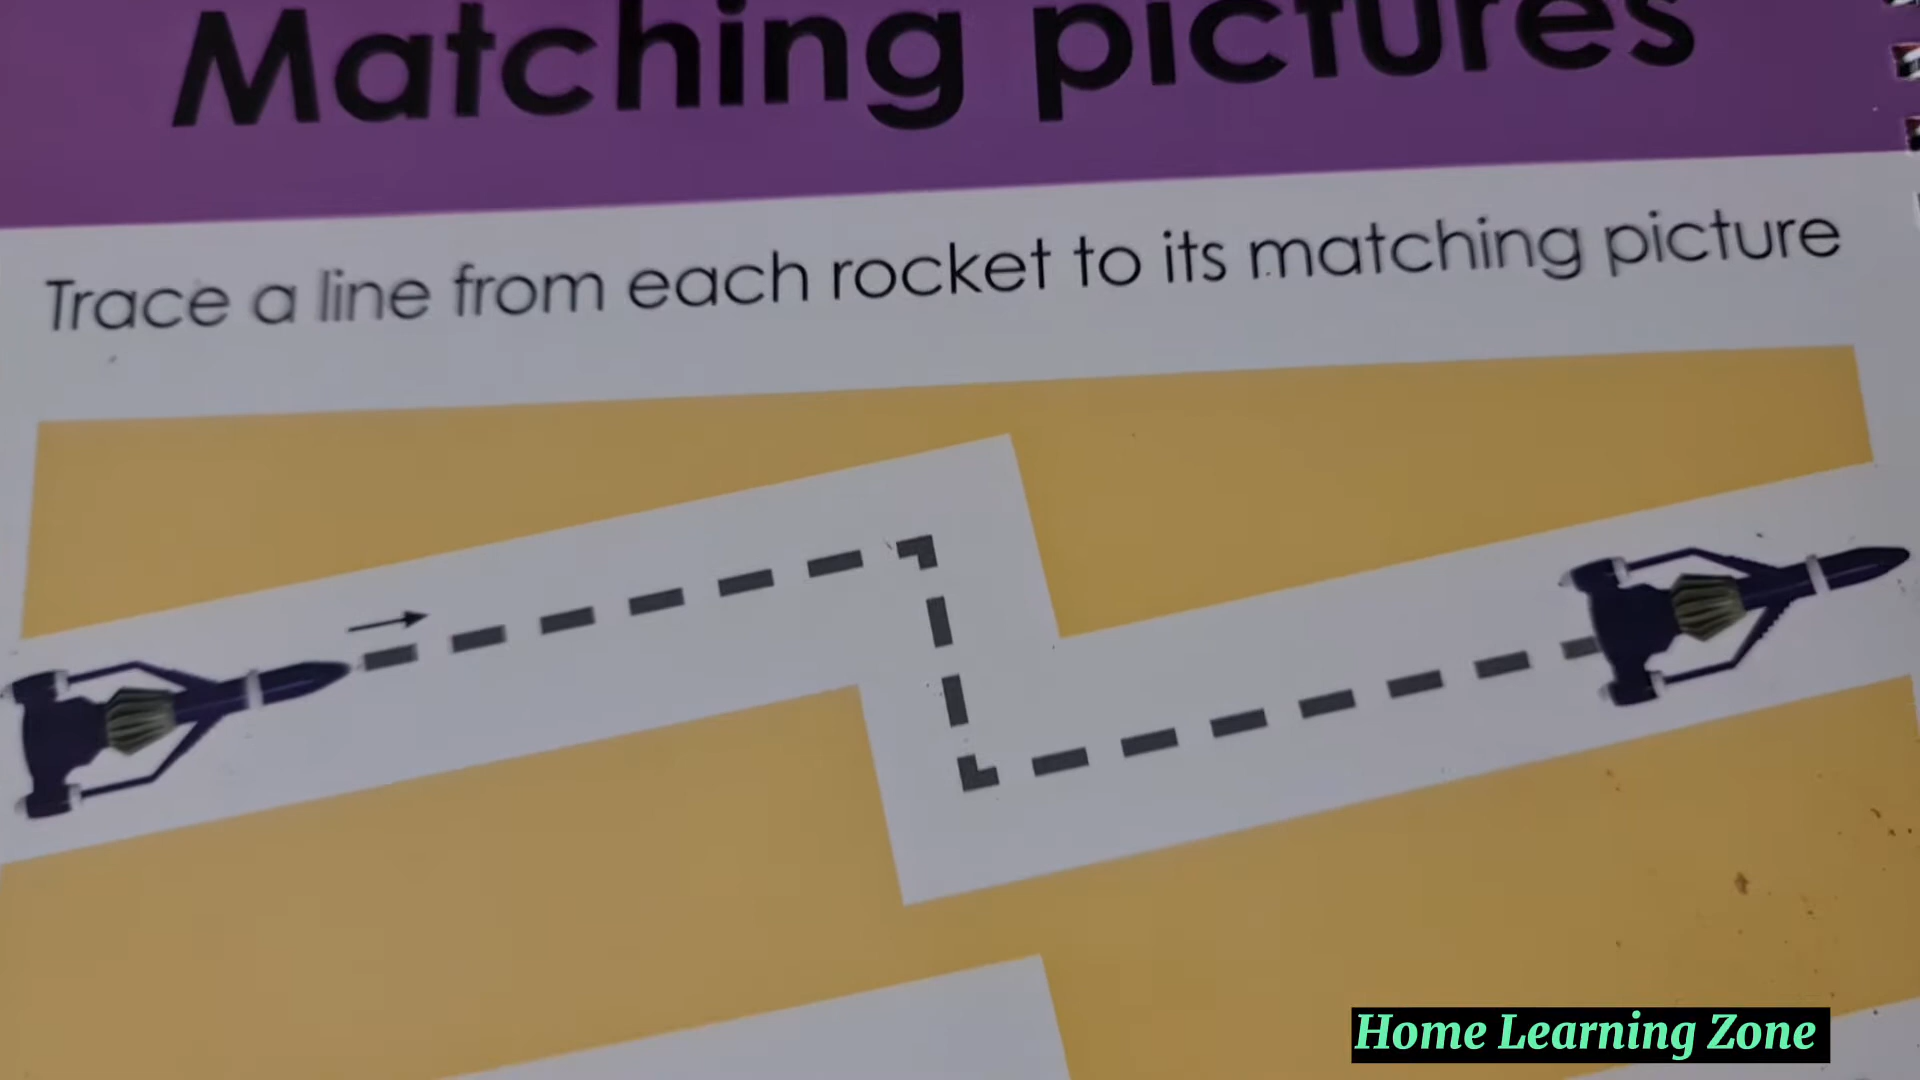 Matching pictures
Trace a line from each rocket to its matching picture
Home Learning Zone